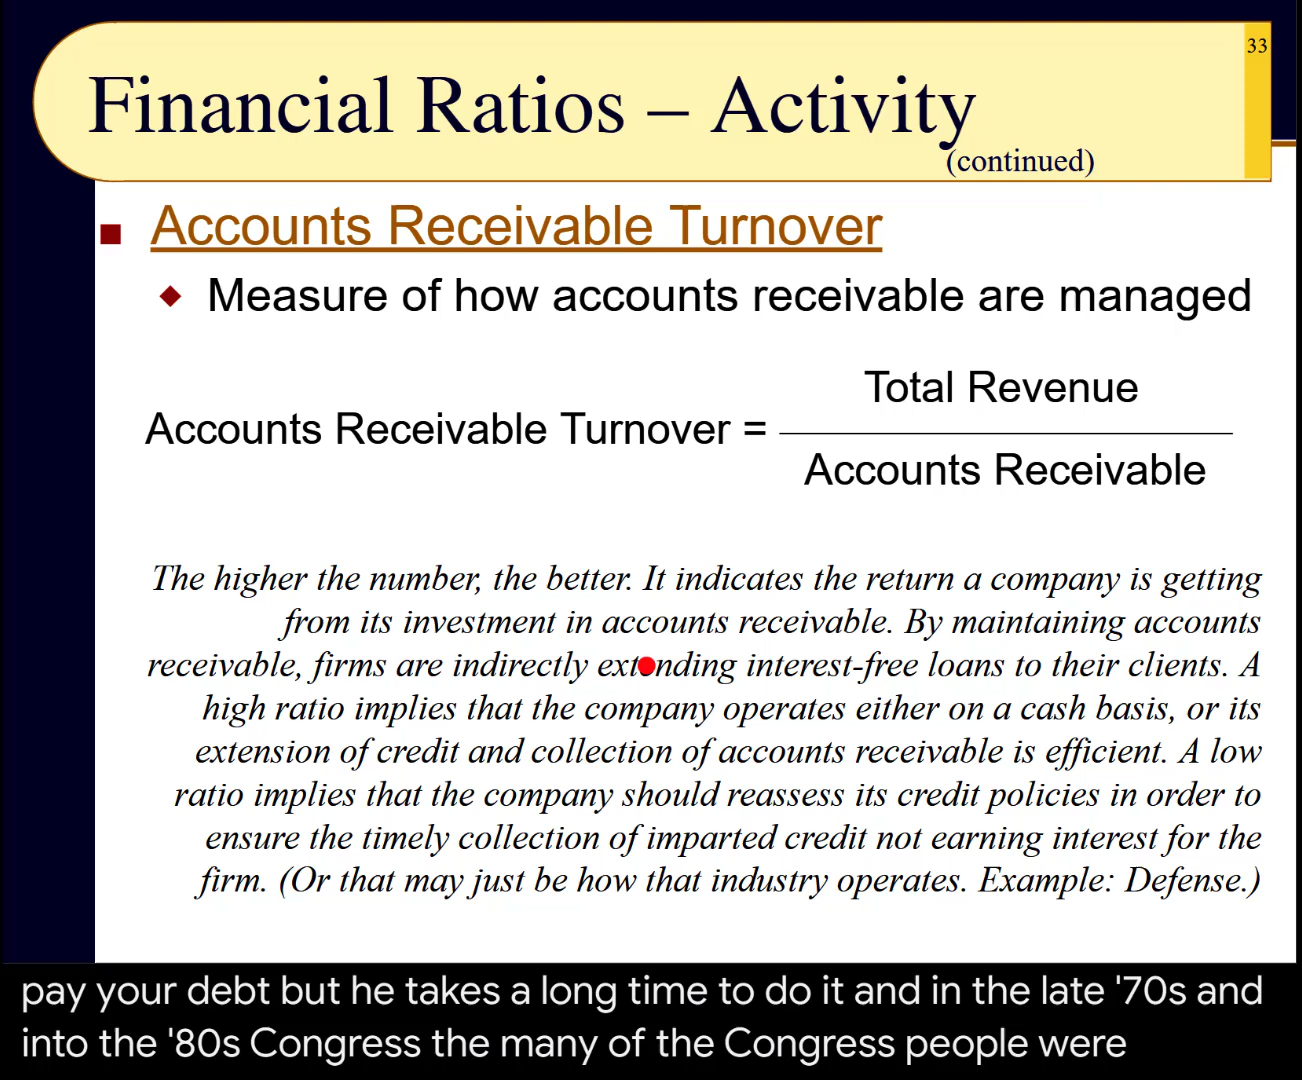 33
Financial Ratios – Activity
(continued)
Accounts Receivable Turnover
Measure of how accounts receivable are managed
Total Revenue
Accounts Receivable Turnover =
Accounts Receivable
The higher the number, the better. It indicates the return a company is getting
from its investment in accounts receivable. By maintaining accounts
receivable, firms are indirectly extending interest-free loans to their clients. A
high ratio implies that the company operates either on a cash basis, or its
extension of credit and collection of accounts receivable is efficient. A low
ratio implies that the company should reassess its credit policies in order to
ensure the timely collection of imparted credit not earning interest for the
firm. (Or that may just be how that industry operates. Example: Defense.)
pay your debt but he takes a long time to do it and in the late '70s and
into the '80s Congress the many of the Congress people were